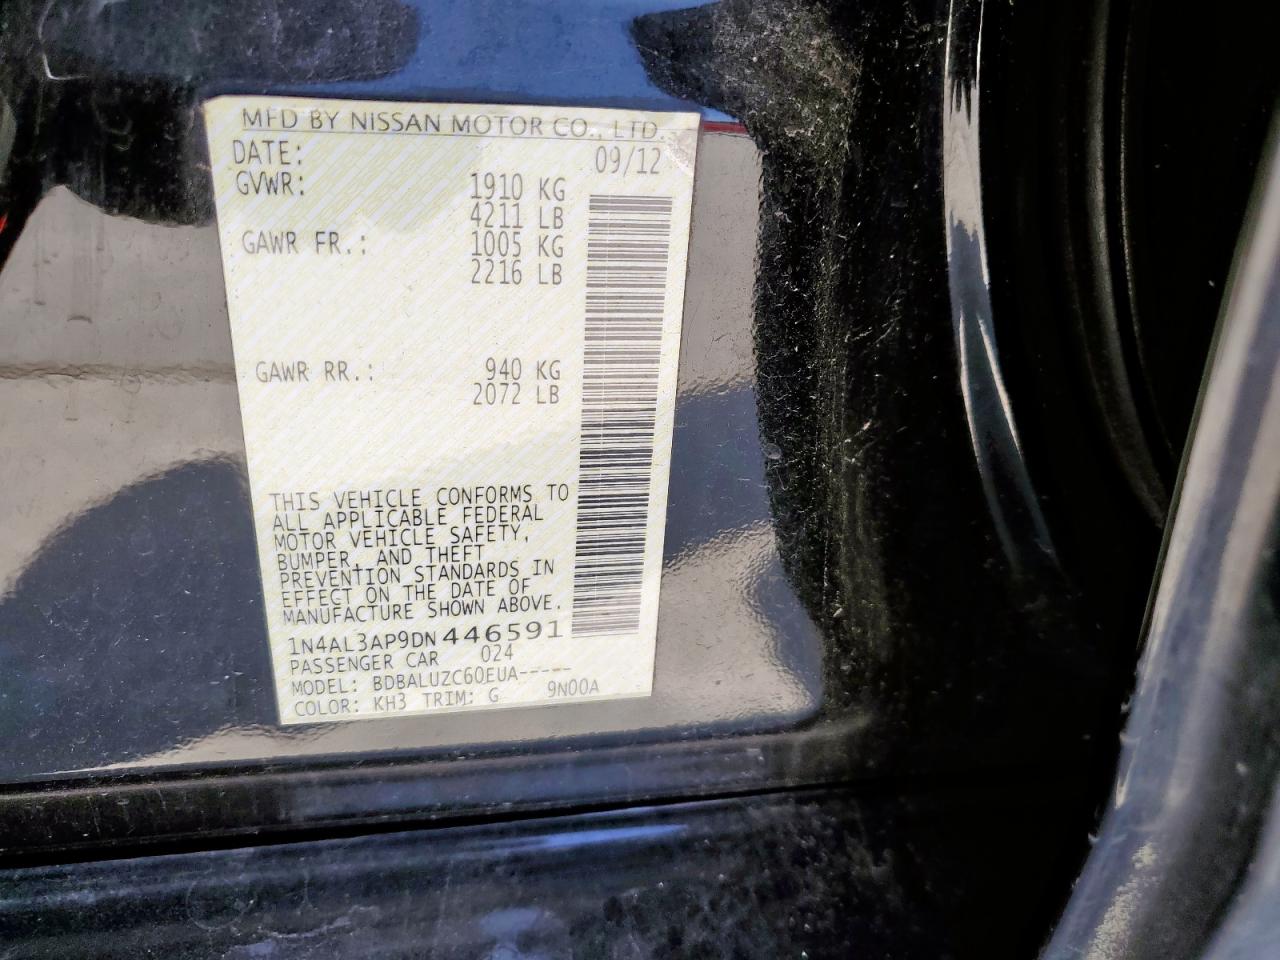 MFD BY NISSAN MOTOR CO., LTD.
DATE: 09/12
GVWR: 1910 KG
4211 LB
GAWR FR.: 1005 KG
2216 LB
GAWR RR.: 940 KG
2072 LB
THIS VEHICLE CONFORMS TO
ALL APPLICABLE FEDERAL
MOTOR VEHICLE SAFETY,
BUMPER, AND THEFT
PREVENTION STANDARDS IN
EFFECT ON THE DATE OF
MANUFACTURE SHOWN ABOVE.
1N4AL3AP9DN446591
PASSENGER CAR 024
MODEL: BDBALUZC60EUA-----
COLOR: KH3 TRIM: G 9N00A